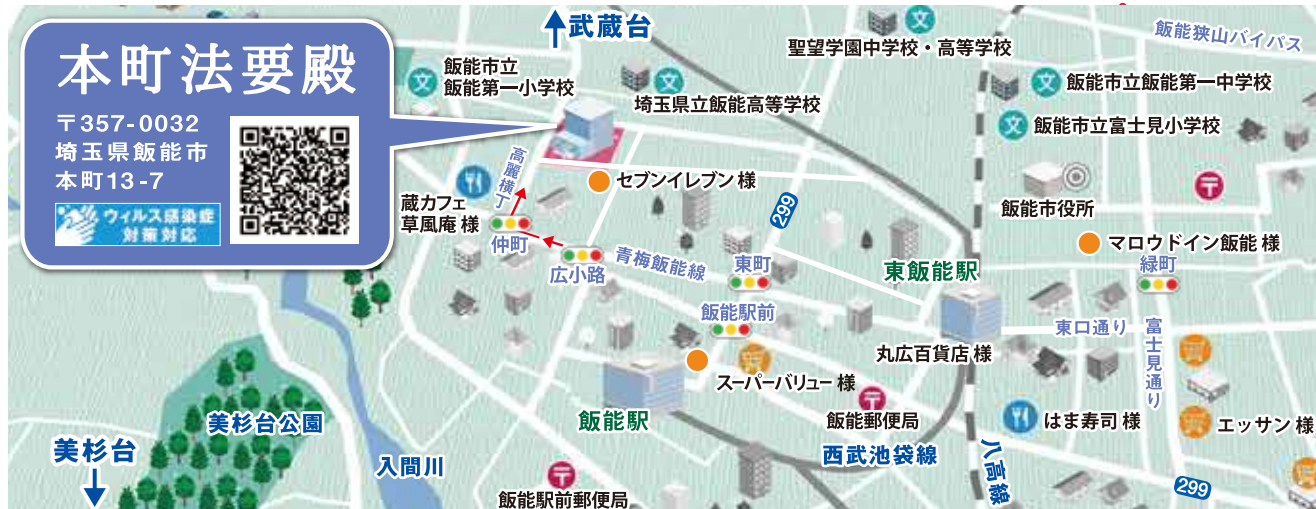 本町法要殿
〒357-0032
埼玉県飯能市
本町13-7
ウィルス感染症
対策対応
武蔵台
飯能市立
飯能第一小学校
埼玉県立飯能高等学校
聖望学園中学校・高等学校
飯能狭山バイパス
飯能市立飯能第一中学校
飯能市立富士見小学校
文
文
文
文
文
高麗横丁
セブンイレブン 様
蔵カフェ
草風庵 様
仲町
広小路
青梅飯能線
299
東町
飯能駅前
東飯能駅
飯能市役所
〒
マロウドイン飯能 様
緑町
東口通り
富士見通り
丸広百貨店 様
スーパーバリュー 様
飯能駅
〒
飯能郵便局
はま寿司 様
エッサン 様
美杉台公園
美杉台
入間川
西武池袋線
八高線
〒
飯能駅前郵便局
299